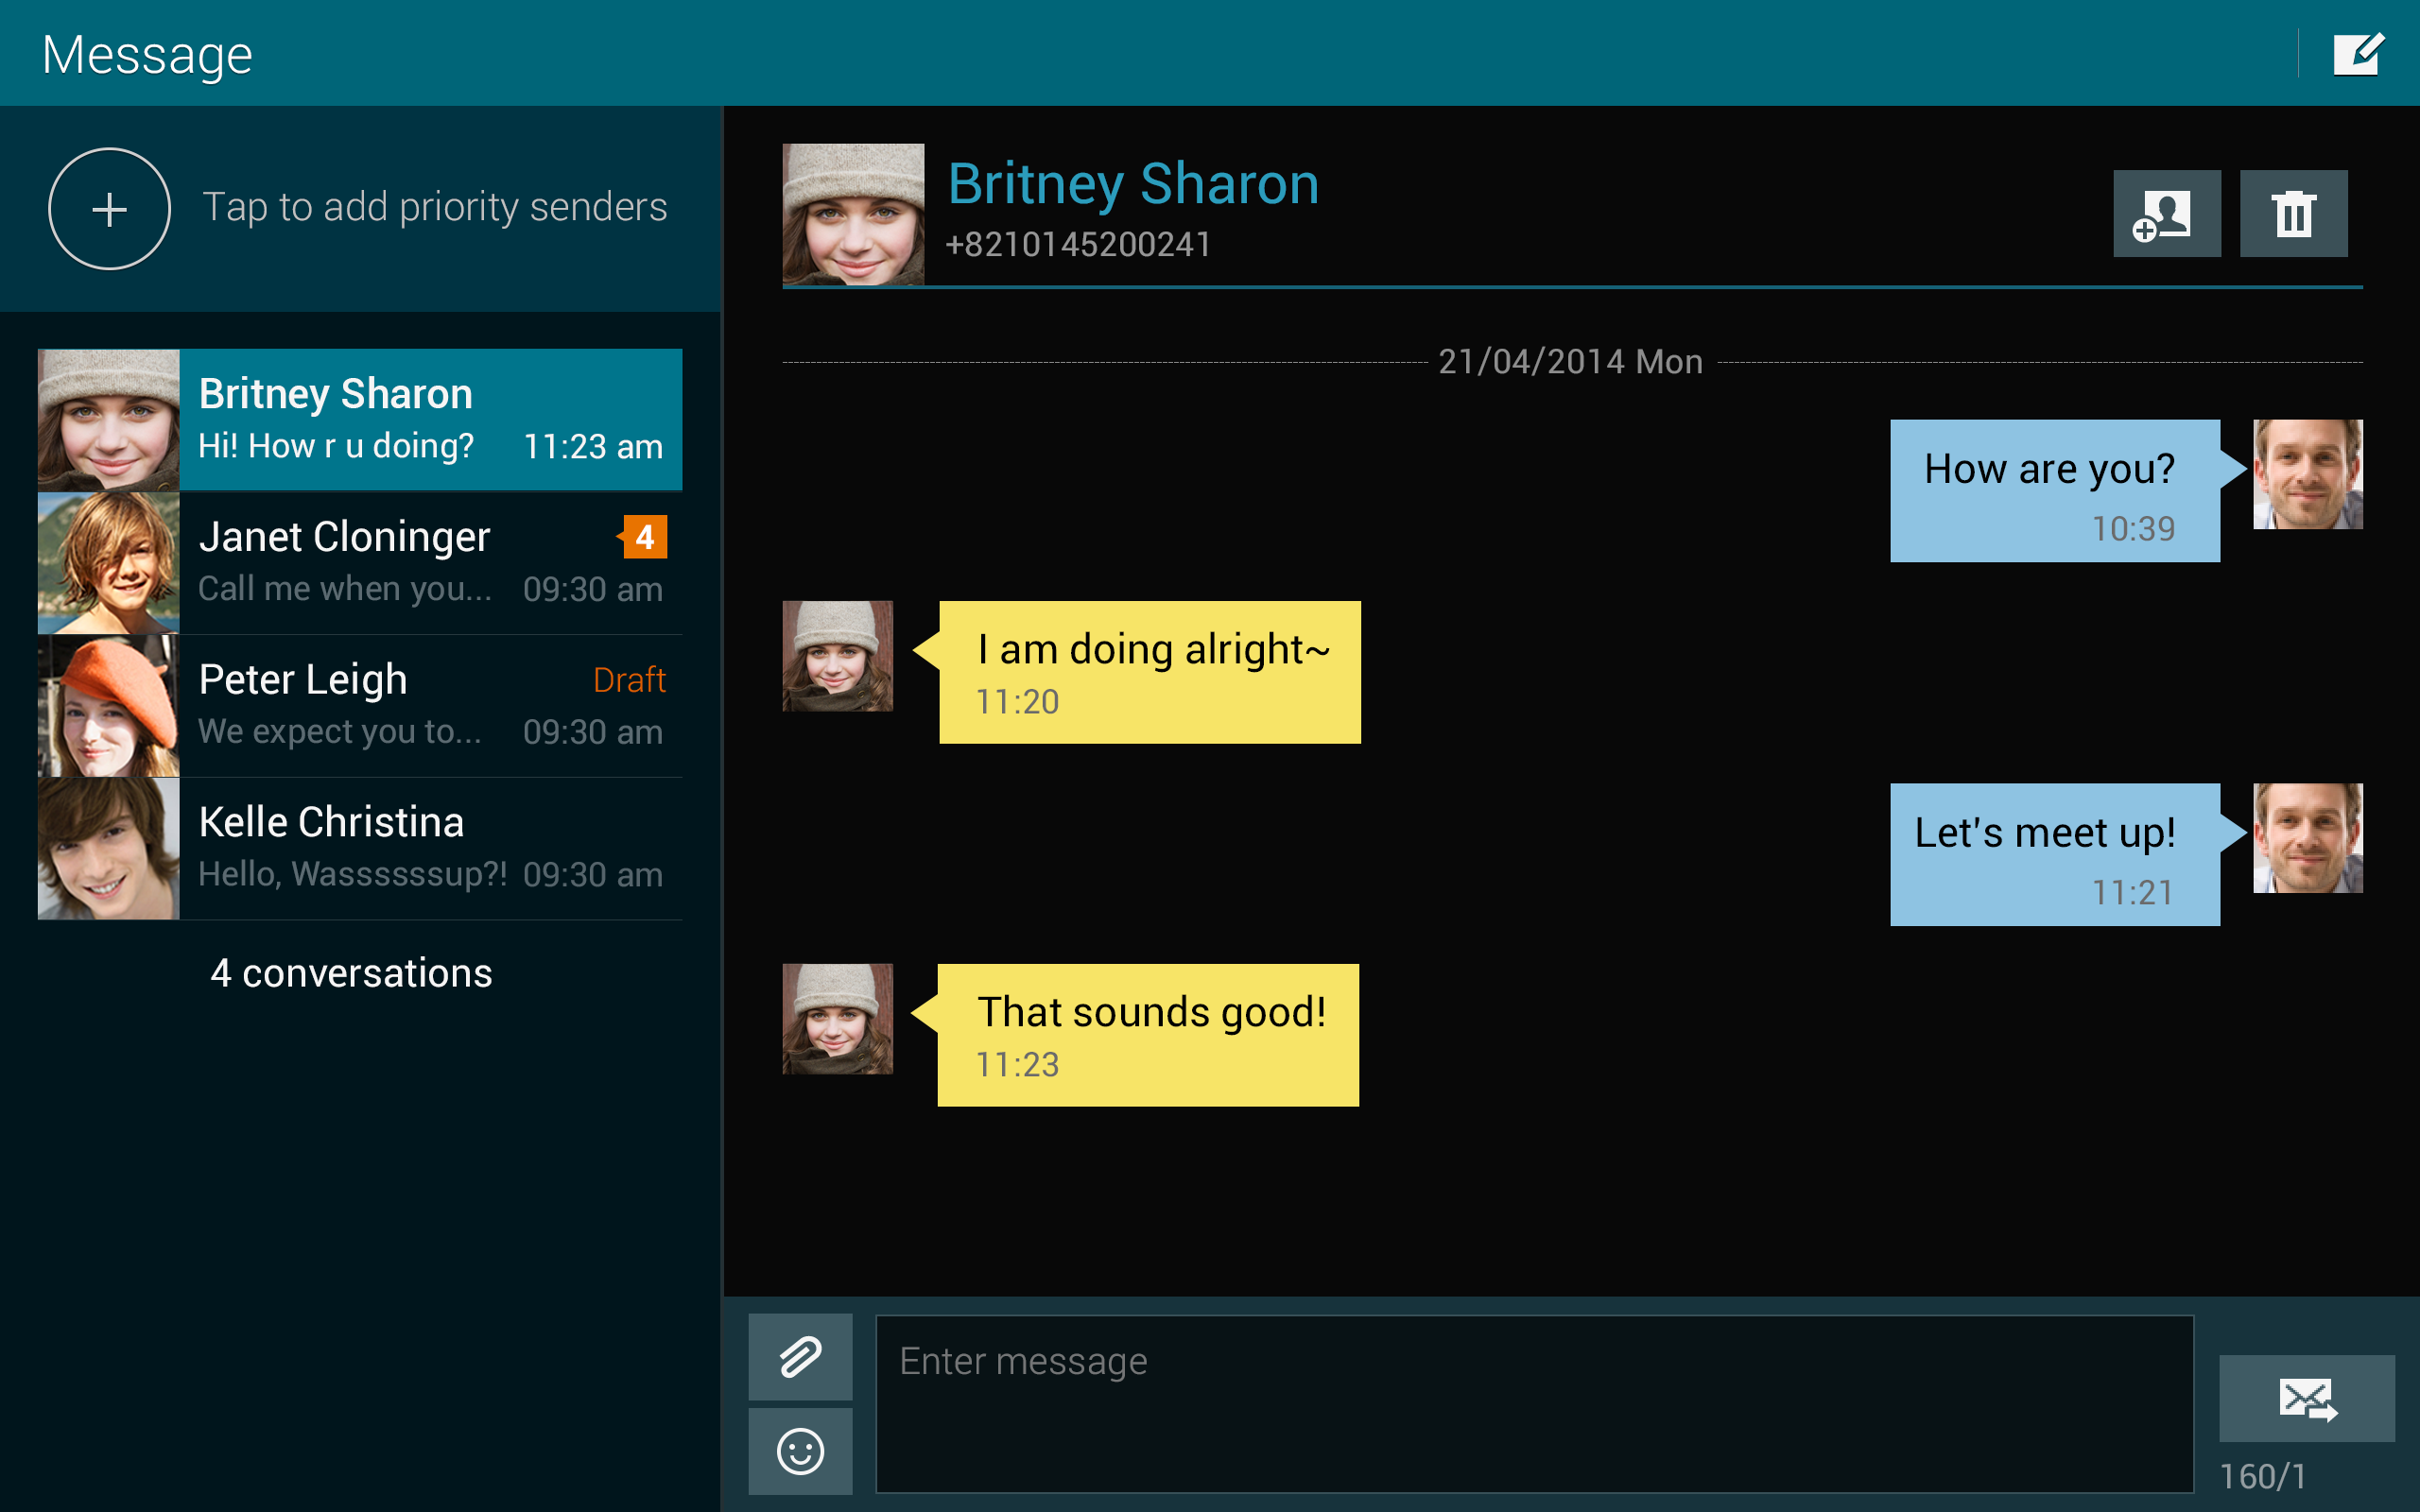 Message
Tap to add priority senders
Britney Sharon
Hi! How r u doing? 11:23 am
Janet Cloninger 4
Call me when you... 09:30 am
Peter Leigh Draft
We expect you to... 09:30 am
Kelle Christina
Hello, Wassssssup?! 09:30 am
4 conversations
Britney Sharon
+8210145200241
21/04/2014 Mon
How are you?
10:39
I am doing alright~
11:20
Let's meet up!
11:21
That sounds good!
11:23
Enter message
160/1